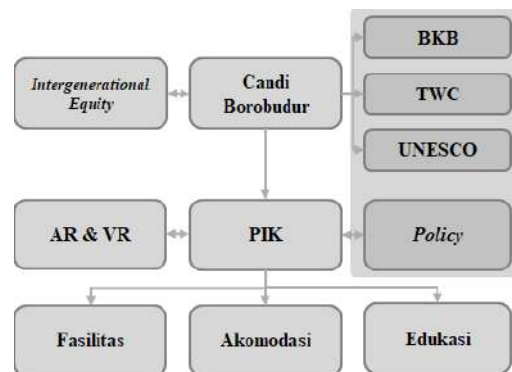 BKB
Intergenerational
Equity
Candi
Borobudur
TWC
UNESCO
AR & VR
PIK
Policy
Fasilitas
Akomodasi
Edukasi